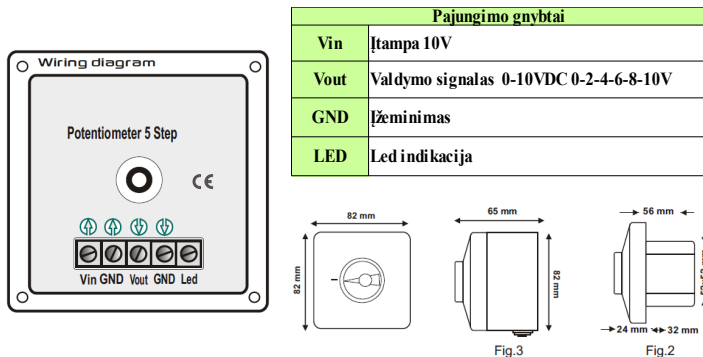 Wiring diagram
Potentiometer 5 Step
CE
Vin GND Vout GND Led
Pajungimo gnybtai
Vin Įtampa 10V
Vout Valdymo signalas 0-10VDC 0-2-4-6-8-10V
GND Įžeminimas
LED Led indikacija
82 mm
82 mm
65 mm
82 mm
Fig.3
56 mm
24 mm
32 mm
Fig.2